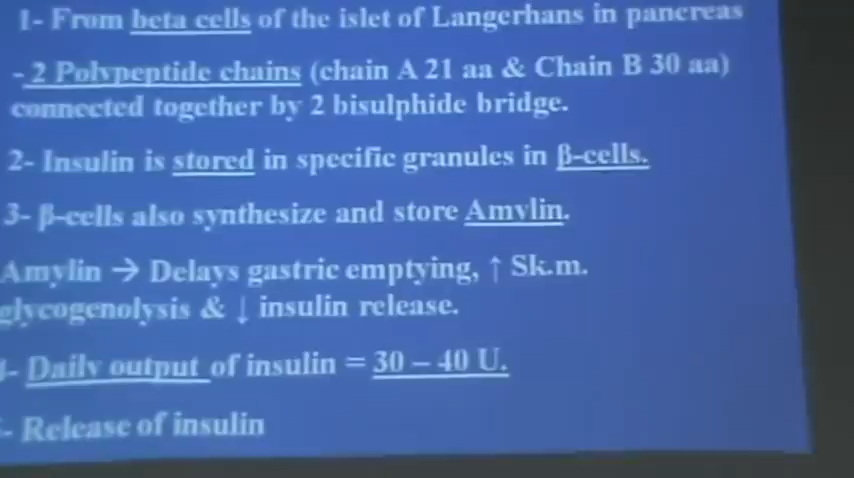 1- From beta cells of the islet of Langerhans in pancreas
- 2 Polypeptide chains (chain A 21 aa & Chain B 30 aa)
connected together by 2 bisulphide bridge.
2- Insulin is stored in specific granules in β-cells.
3- β-cells also synthesize and store Amylin.
Amylin → Delays gastric emptying, ↑ Sk.m.
glycogenolysis & ↓ insulin release.
- Daily output of insulin = 30 – 40 U.
- Release of insulin